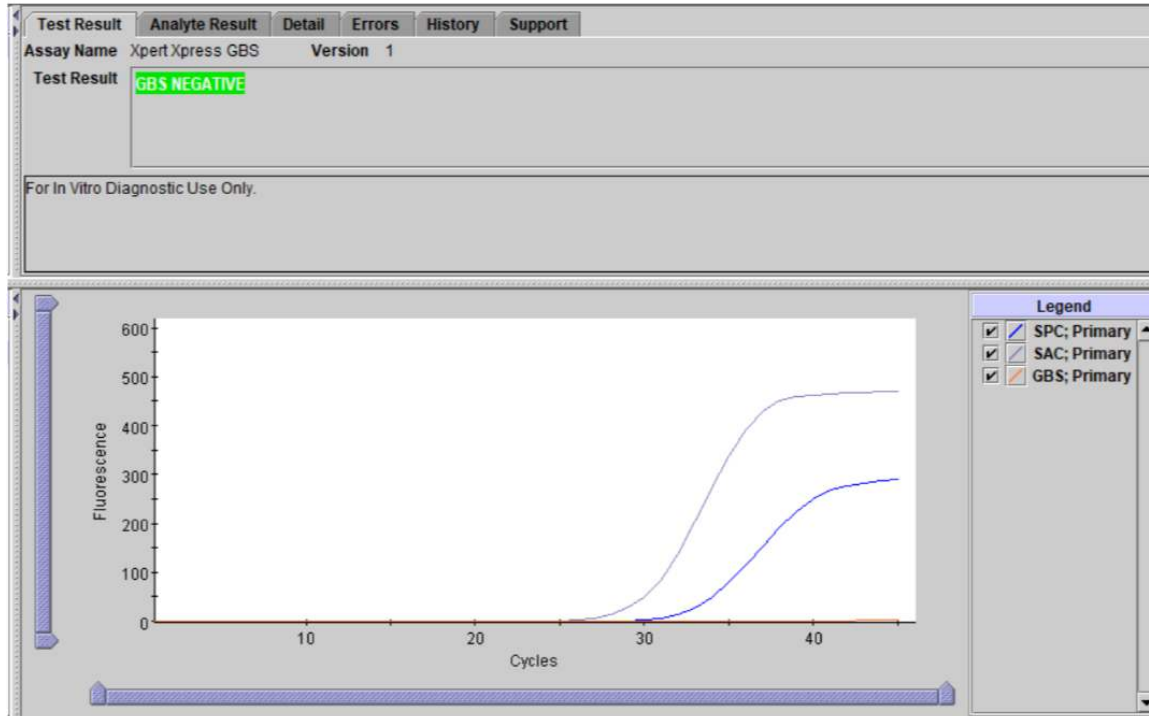 Test Result Analyte Result Detail Errors History Support
Assay Name Xpert Xpress GBS Version 1
Test Result GBS NEGATIVE
For In Vitro Diagnostic Use Only.
Legend
SPC; Primary
SAC; Primary
GBS; Primary
Fluorescence
600
500
400
300
200
100
0
10 20 30 40
Cycles